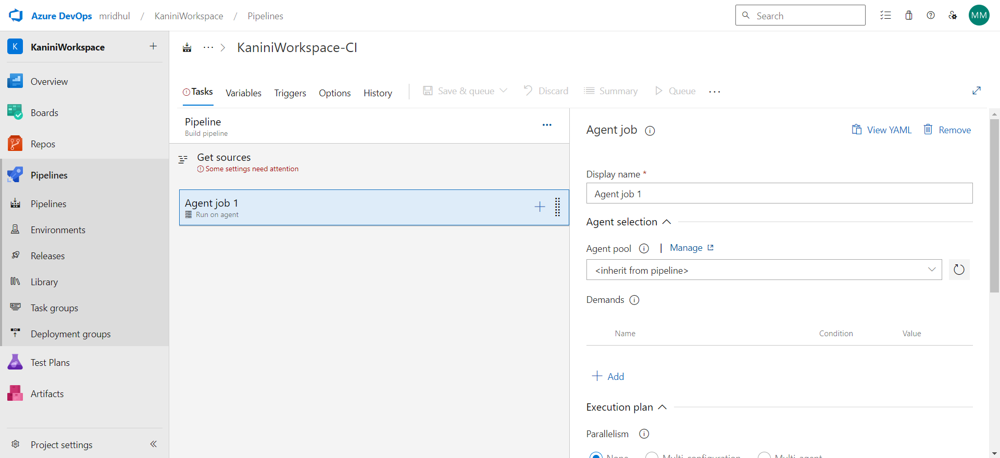 Azure DevOps mridhul / KaniniWorkspace / Pipelines
Search
MM
K KaniniWorkspace
Overview
Boards
Repos
Pipelines
Pipelines
Environments
Releases
Library
Task groups
Deployment groups
Test Plans
Artifacts
Project settings
KaniniWorkspace-CI
Tasks Variables Triggers Options History Save & queue Discard Summary Queue
Pipeline
Build pipeline
Get sources
Some settings need attention
Agent job 1
Run on agent
Agent job View YAML Remove
Display name *
Agent job 1
Agent selection
Agent pool | Manage
<inherit from pipeline>
Demands
Name Condition Value
Add
Execution plan
Parallelism
None Multi-configuration Multi-agent